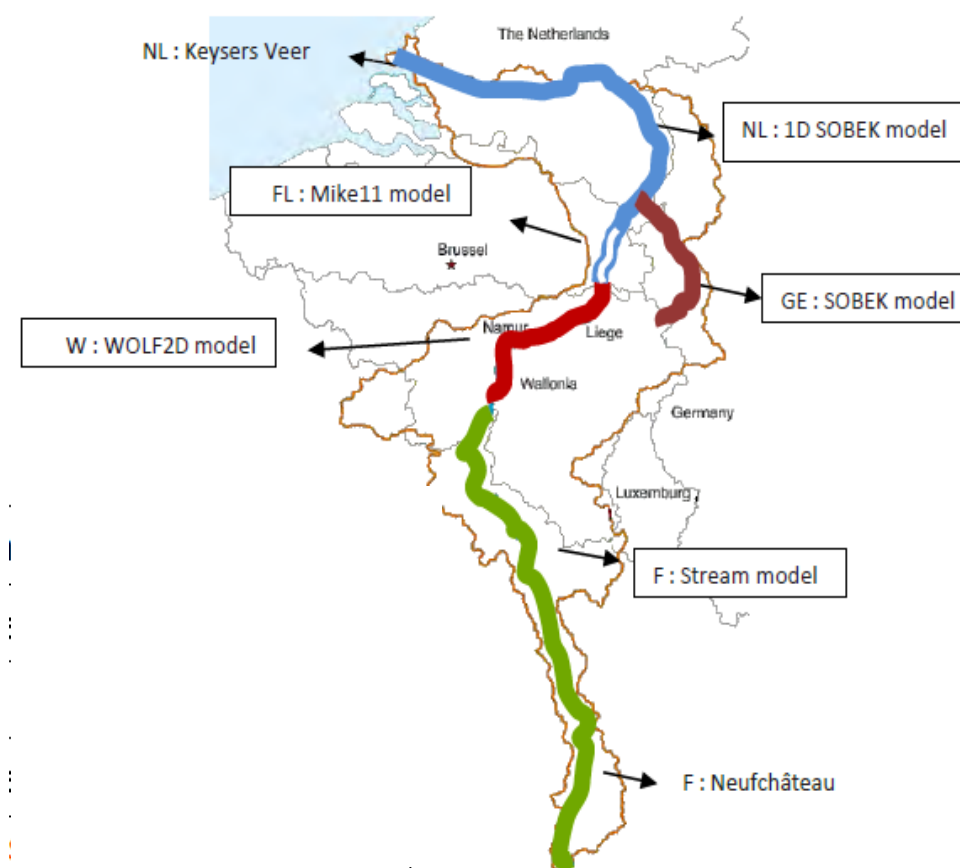 The Netherlands
NL : Keysers Veer
NL : 1D SOBEK model
FL : Mike11 model
Brussel
GE : SOBEK model
Namur
Liege
W : WOLF2D model
Wallonia
Germany
Luxemburg
F : Stream model
F : Neufchâteau